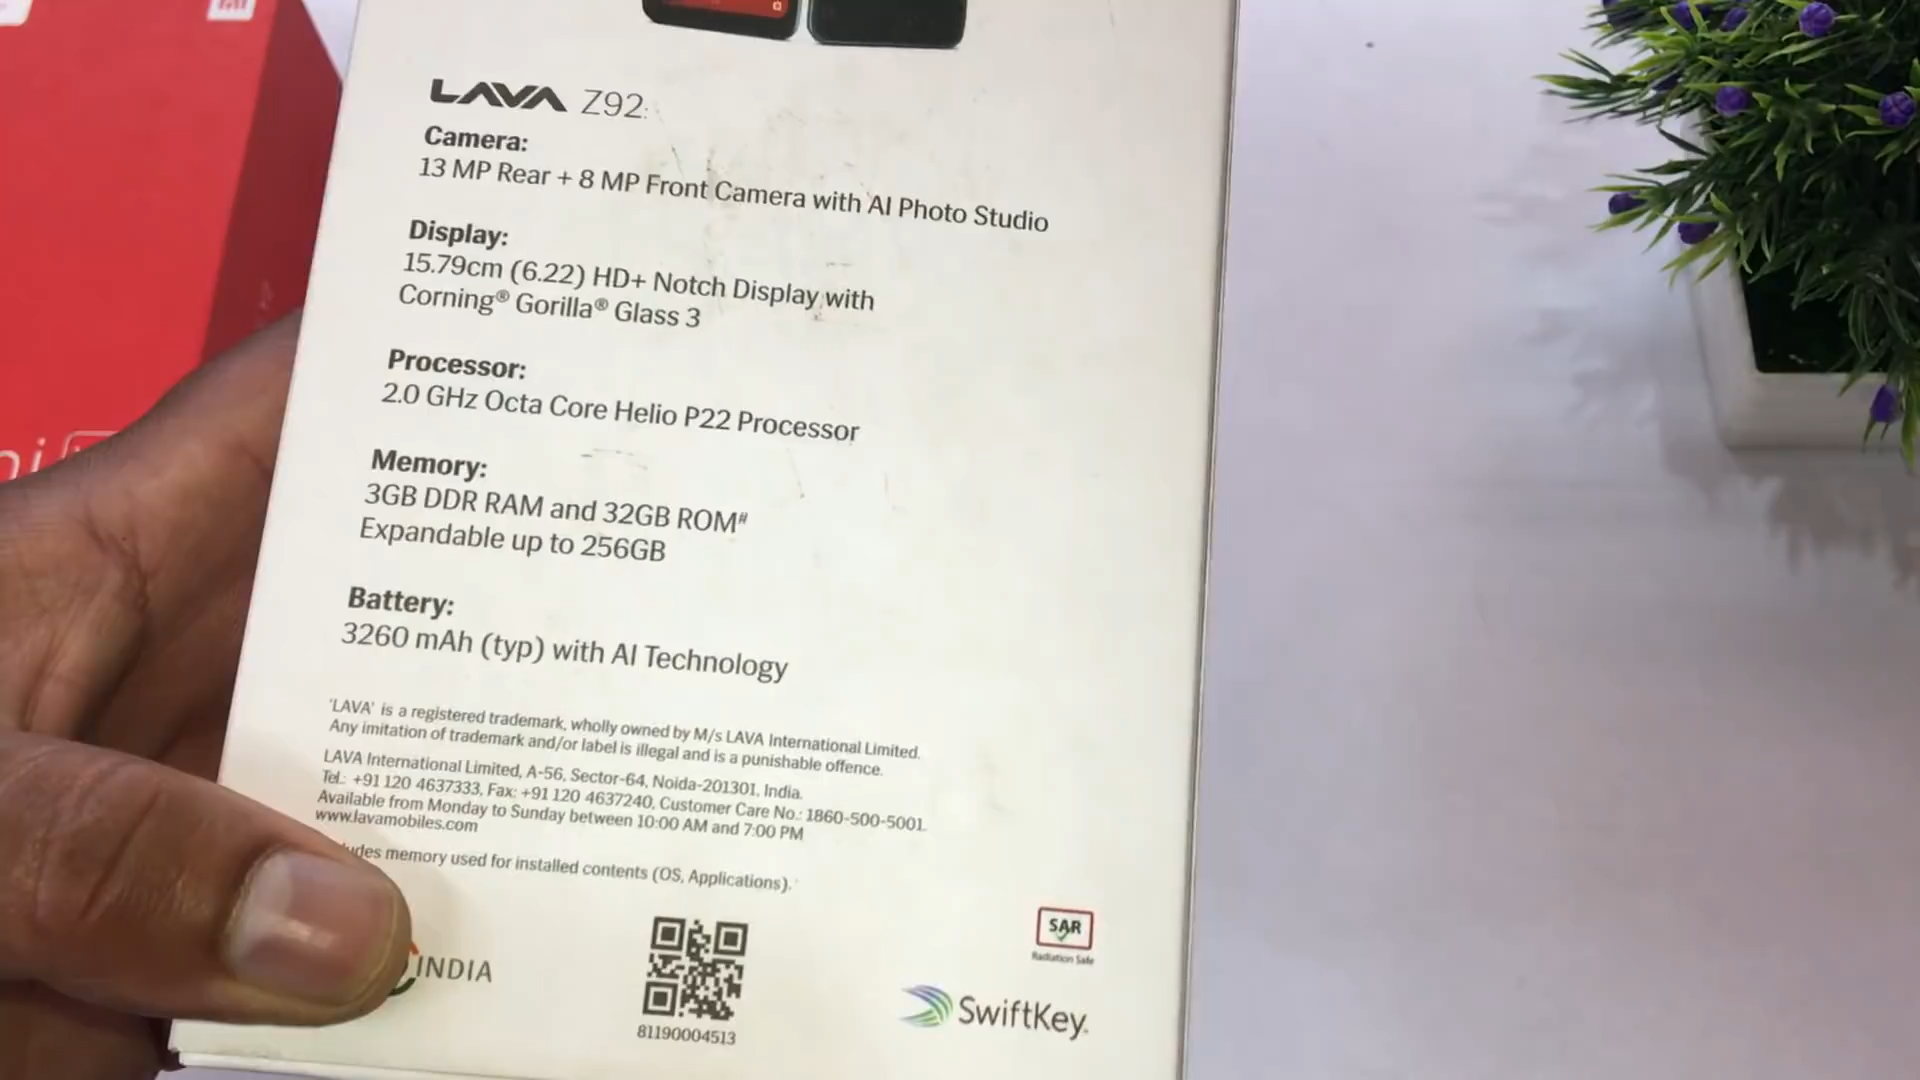 LAVA Z92:
Camera:
13 MP Rear + 8 MP Front Camera with AI Photo Studio
Display:
15.79cm (6.22) HD+ Notch Display with
Corning® Gorilla® Glass 3
Processor:
2.0 GHz Octa Core Helio P22 Processor
Memory:
3GB DDR RAM and 32GB ROM#
Expandable up to 256GB
Battery:
3260 mAh (typ) with AI Technology
'LAVA' is a registered trademark, wholly owned by M/s LAVA International Limited.
Any imitation of trademark and/or label is illegal and is a punishable offence.
LAVA International Limited, A-56, Sector-64, Noida-201301, India.
Tel.: +91 120 4637333, Fax: +91 120 4637240, Customer Care No.: 1860-500-5001.
Available from Monday to Sunday between 10:00 AM and 7:00 PM
www.lavamobiles.com
memory used for installed contents (OS, Applications).
INDIA
81190004513
SAR
Radiation Safe
SwiftKey